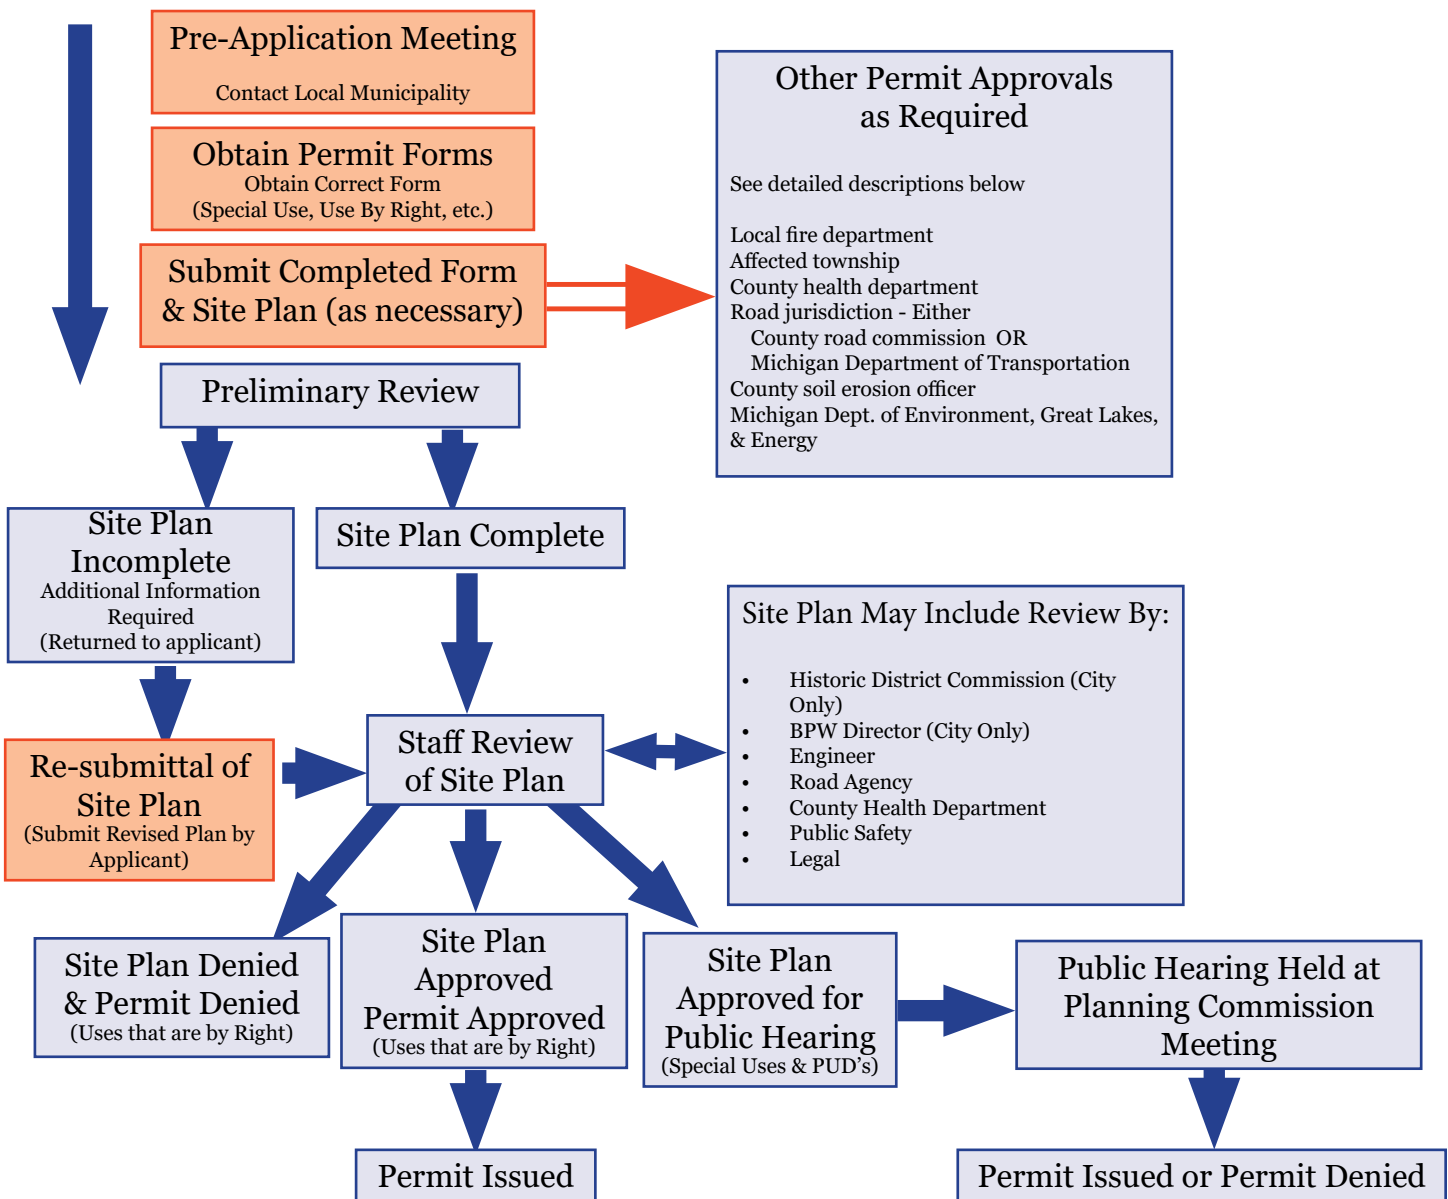 Pre-Application Meeting
Contact Local Municipality
Obtain Permit Forms
Obtain Correct Form
(Special Use, Use By Right, etc.)
Submit Completed Form
& Site Plan (as necessary)
Other Permit Approvals
as Required
See detailed descriptions below
Local fire department
Affected township
County health department
Road jurisdiction - Either
County road commission OR
Michigan Department of Transportation
County soil erosion officer
Michigan Dept. of Environment, Great Lakes,
& Energy
Preliminary Review
Site Plan
Incomplete
Additional Information
Required
(Returned to applicant)
Site Plan Complete
Site Plan May Include Review By:
• Historic District Commission (City
Only)
• BPW Director (City Only)
• Engineer
• Road Agency
• County Health Department
• Public Safety
• Legal
Re-submittal of
Site Plan
(Submit Revised Plan by
Applicant)
Staff Review
of Site Plan
Site Plan Denied
& Permit Denied
(Uses that are by Right)
Site Plan
Approved
Permit Approved
(Uses that are by Right)
Site Plan
Approved for
Public Hearing
(Special Uses & PUD's)
Public Hearing Held at
Planning Commission
Meeting
Permit Issued
Permit Issued or Permit Denied